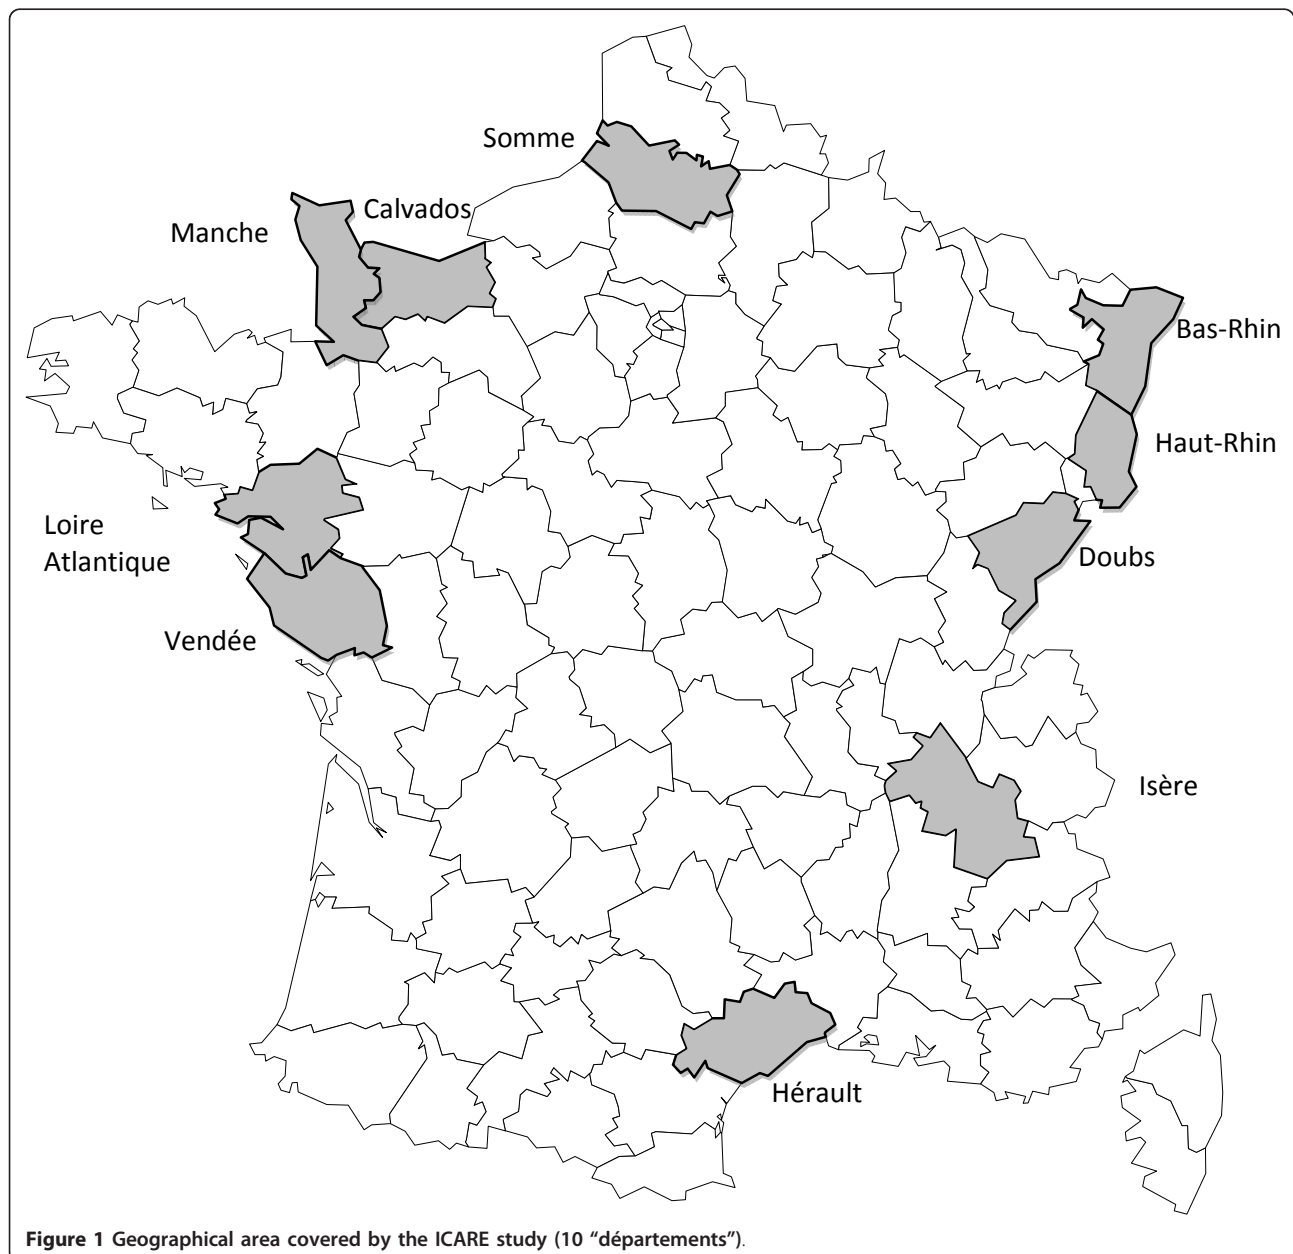 Somme
Calvados
Manche
Bas-Rhin
Haut-Rhin
Loire
Atlantique
Doubs
Vendée
Isère
Hérault
Figure 1 Geographical area covered by the ICARE study (10 “départements”).